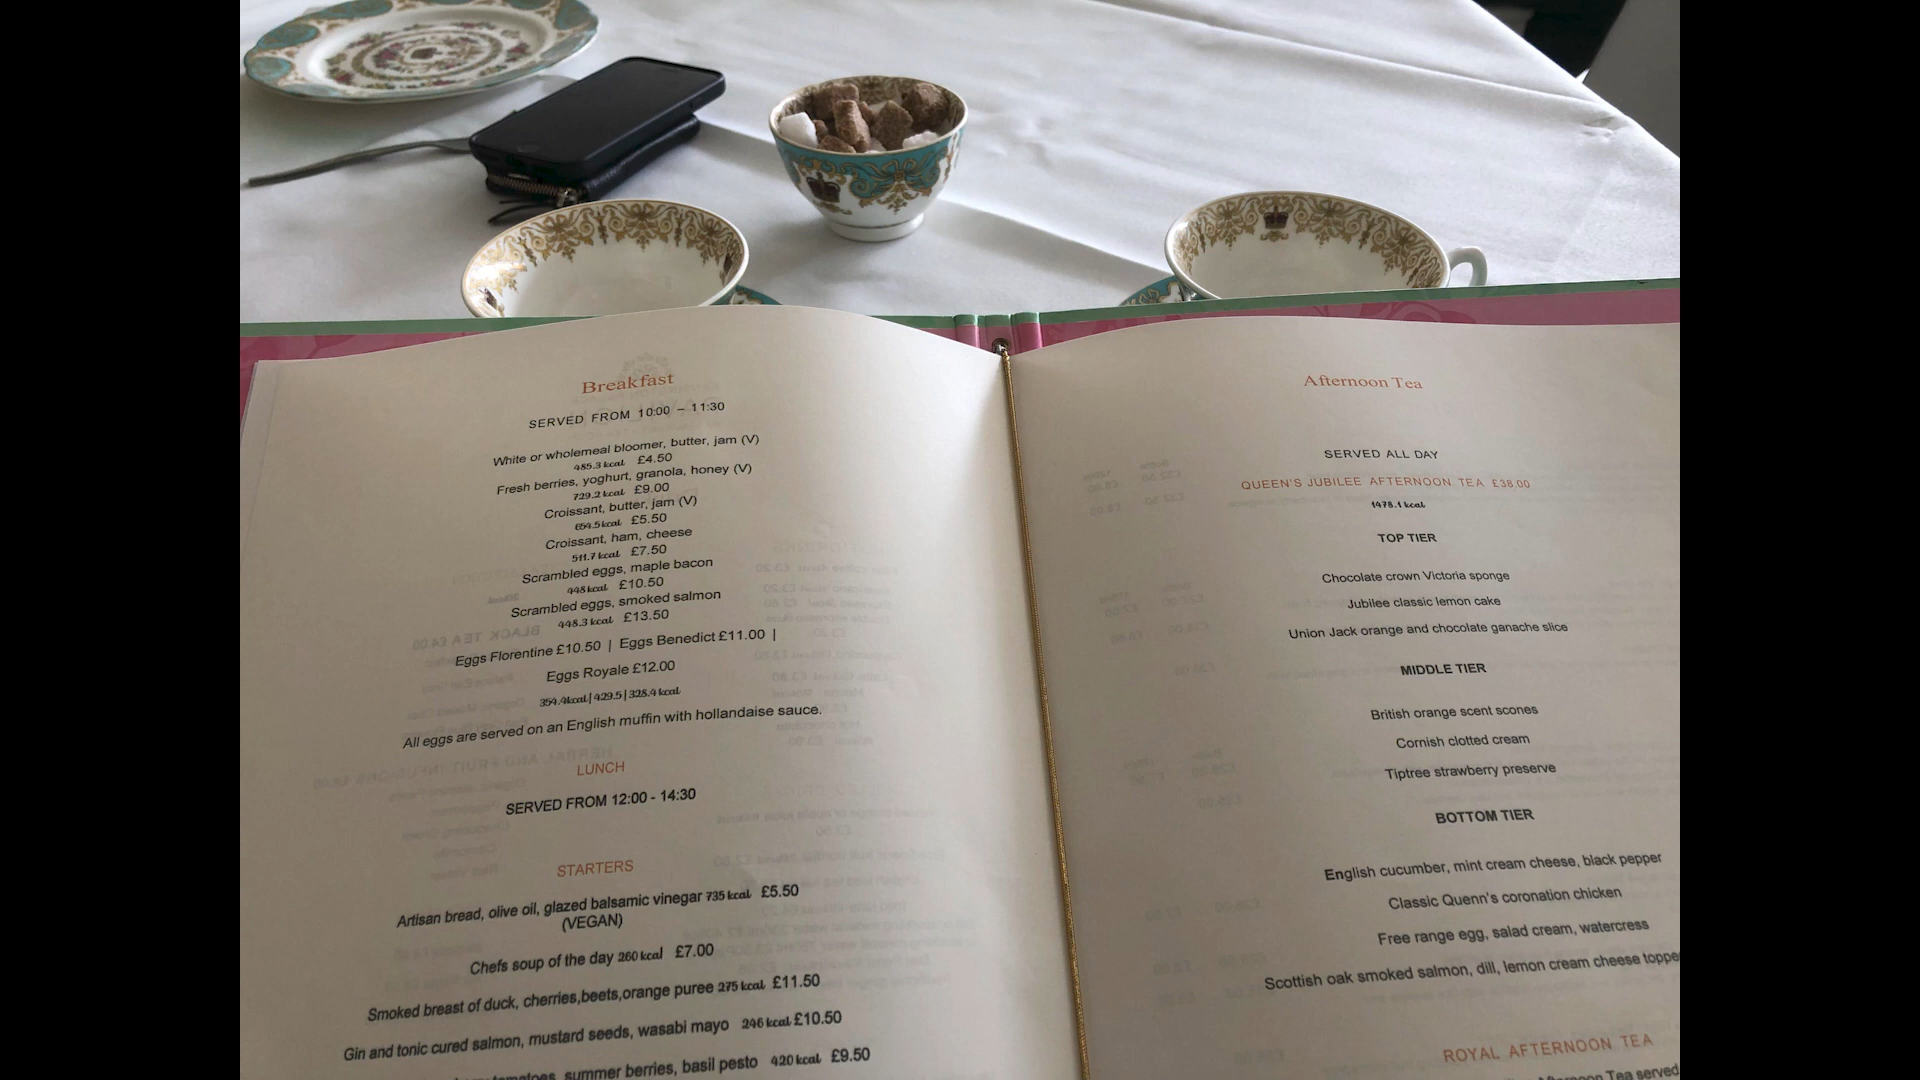 Breakfast
SERVED FROM 10:00 – 11:30
White or wholemeal bloomer, butter, jam (V)
485.3 kcal £4.50
Fresh berries, yoghurt, granola, honey (V)
729.2 kcal £9.00
Croissant, butter, jam (V)
654.5 kcal £5.50
Croissant, ham, cheese
511.7 kcal £7.50
Scrambled eggs, maple bacon
448 kcal £10.50
Scrambled eggs, smoked salmon
448.3 kcal £13.50
Eggs Florentine £10.50 | Eggs Benedict £11.00 |
Eggs Royale £12.00
354.4kcal | 429.5 | 328.4 kcal
All eggs are served on an English muffin with hollandaise sauce.
LUNCH
SERVED FROM 12:00 - 14:30
STARTERS
Artisan bread, olive oil, glazed balsamic vinegar 735 kcal £5.50
(VEGAN)
Chefs soup of the day 260 kcal £7.00
Smoked breast of duck, cherries,beets,orange puree 275 kcal £11.50
Gin and tonic cured salmon, mustard seeds, wasabi mayo 246 kcal £10.50
tomatoes, summer berries, basil pesto 420 kcal £9.50
Afternoon Tea
SERVED ALL DAY
QUEEN'S JUBILEE AFTERNOON TEA £38.00
1478.1 kcal
TOP TIER
Chocolate crown Victoria sponge
Jubilee classic lemon cake
Union Jack orange and chocolate ganache slice
MIDDLE TIER
British orange scent scones
Cornish clotted cream
Tiptree strawberry preserve
BOTTOM TIER
English cucumber, mint cream cheese, black pepper
Classic Quenn's coronation chicken
Free range egg, salad cream, watercress
Scottish oak smoked salmon, dill, lemon cream cheese toppe
ROYAL AFTERNOON TEA
Afternoon Tea served